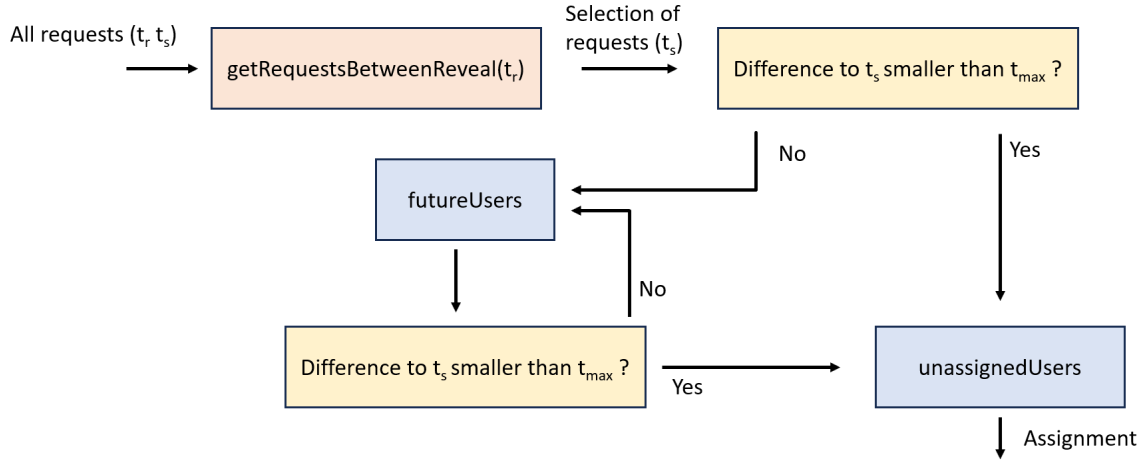 All requests (tᵣ tₛ)
Selection of
requests (tₛ)
getRequestsBetweenReveal(tᵣ)
Difference to tₛ smaller than tₘₐₓ ?
No
Yes
futureUsers
No
Difference to tₛ smaller than tₘₐₓ ?
Yes
unassignedUsers
Assignment